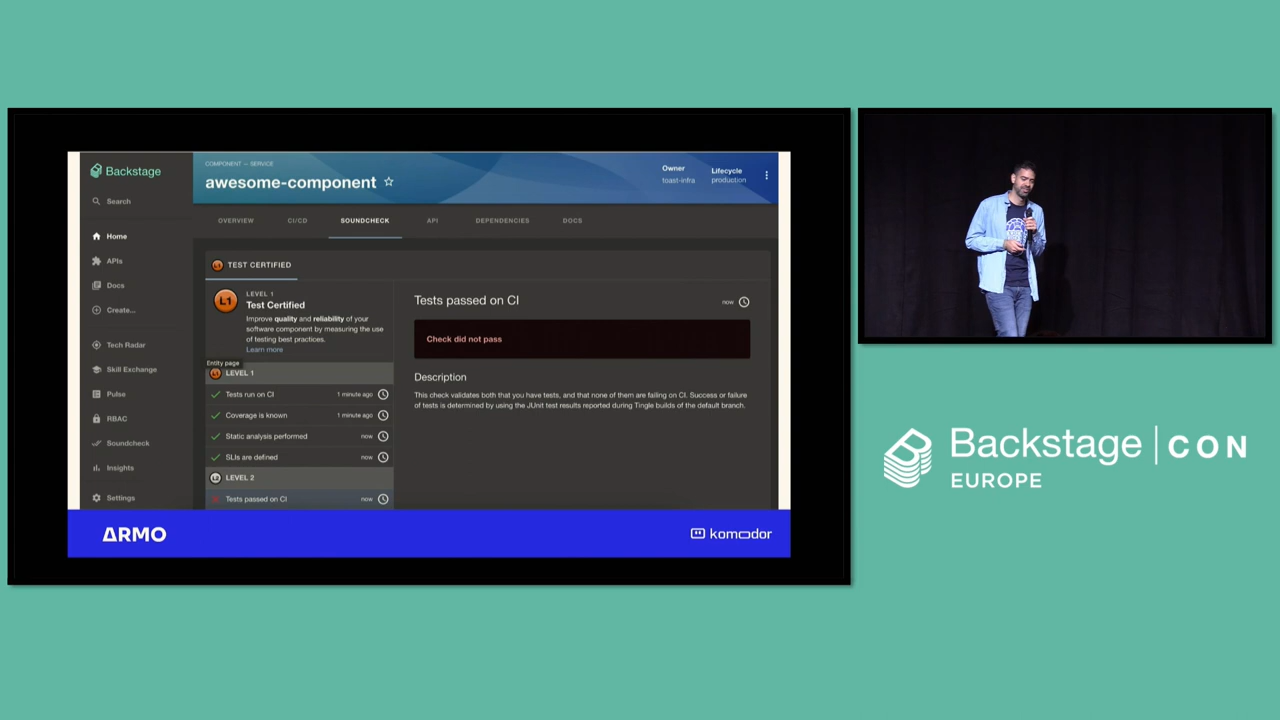 Backstage
Search
Home
APIs
Docs
Create...
Tech Radar
Skill Exchange
Pulse
RBAC
Soundcheck
Insights
Settings
COMPONENT — SERVICE
awesome-component
Owner
toast-infra
Lifecycle
production
OVERVIEW
CI/CD
SOUNDCHECK
API
DEPENDENCIES
DOCS
L1
TEST CERTIFIED
L1
LEVEL 1
Test Certified
Improve quality and reliability of your
software component by measuring the use
of testing best practices.
Learn more
Entity page
L1
LEVEL 1
Tests run on CI 1 minute ago
Coverage is known 1 minute ago
Static analysis performed now
SLIs are defined now
LEVEL 2
Tests passed on CI now
Tests passed on CI
now
Check did not pass
Description
This check validates both that you have tests, and that none of them are failing on CI. Success or failure
of tests is determined by using the JUnit test results reported during Tingle builds of the default branch.
ARMO
komodor
Backstage | CON
EUROPE